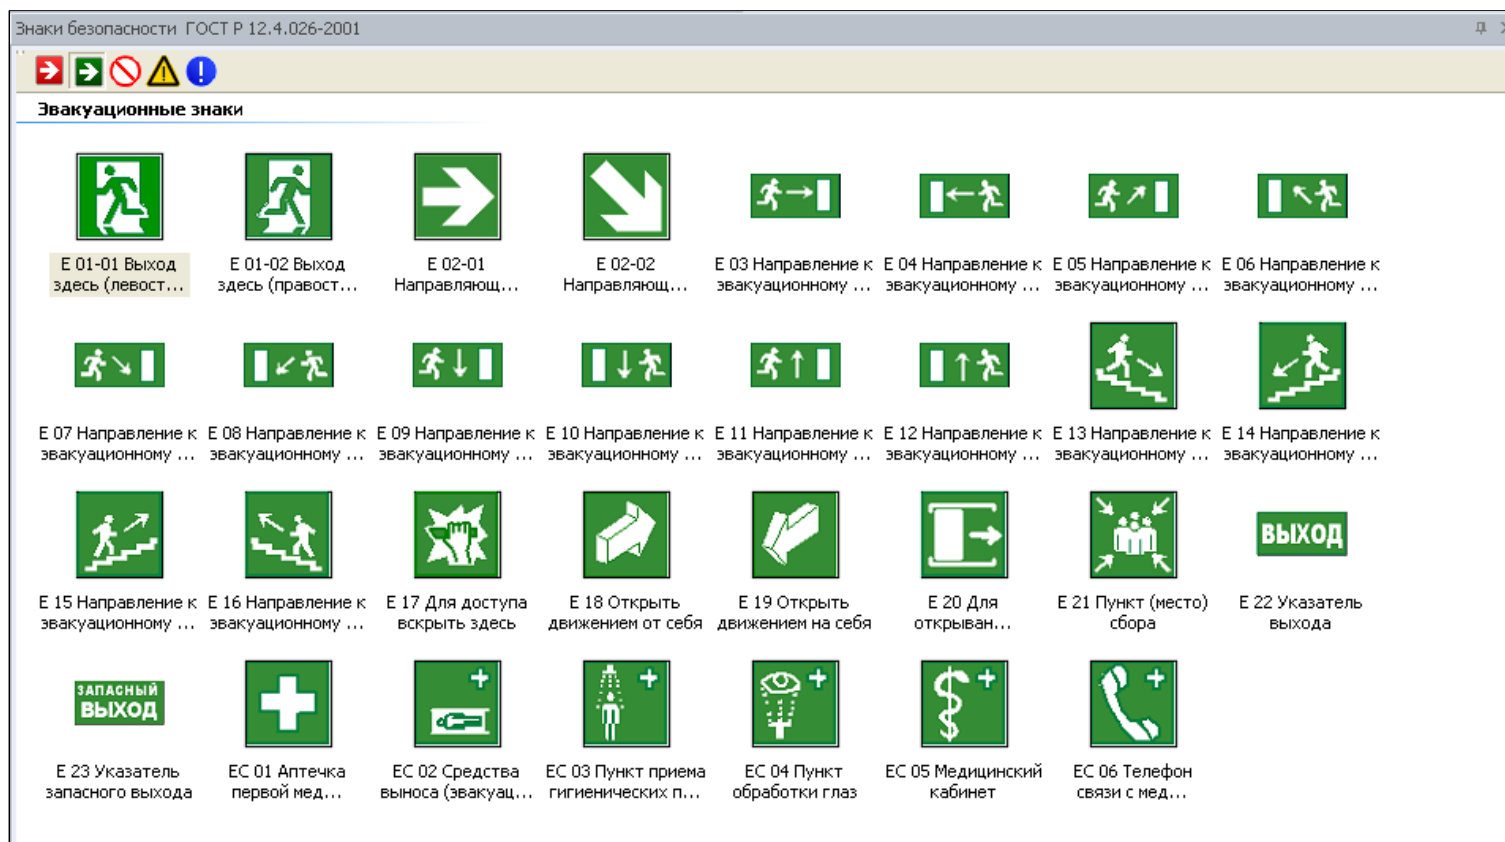 Знаки безопасности ГОСТ Р 12.4.026-2001
Эвакуационные знаки
E 01-01 Выход здесь (левост...
E 01-02 Выход здесь (правост...
E 02-01 Направляющ...
E 02-02 Направляющ...
E 03 Направление к эвакуационному ...
E 04 Направление к эвакуационному ...
E 05 Направление к эвакуационному ...
E 06 Направление к эвакуационному ...
E 07 Направление к эвакуационному ...
E 08 Направление к эвакуационному ...
E 09 Направление к эвакуационному ...
E 10 Направление к эвакуационному ...
E 11 Направление к эвакуационному ...
E 12 Направление к эвакуационному ...
E 13 Направление к эвакуационному ...
E 14 Направление к эвакуационному ...
E 15 Направление к эвакуационному ...
E 16 Направление к эвакуационному ...
E 17 Для доступа вскрыть здесь
E 18 Открыть движением от себя
E 19 Открыть движением на себя
E 20 Для открыван...
E 21 Пункт (место) сбора
ВЫХОД
E 22 Указатель выхода
ЗАПАСНЫЙ
ВЫХОД
E 23 Указатель запасного выхода
EC 01 Аптечка первой мед...
EC 02 Средства выноса (эвакуац...
EC 03 Пункт приема гигиенических п...
EC 04 Пункт обработки глаз
EC 05 Медицинский кабинет
EC 06 Телефон связи с мед...